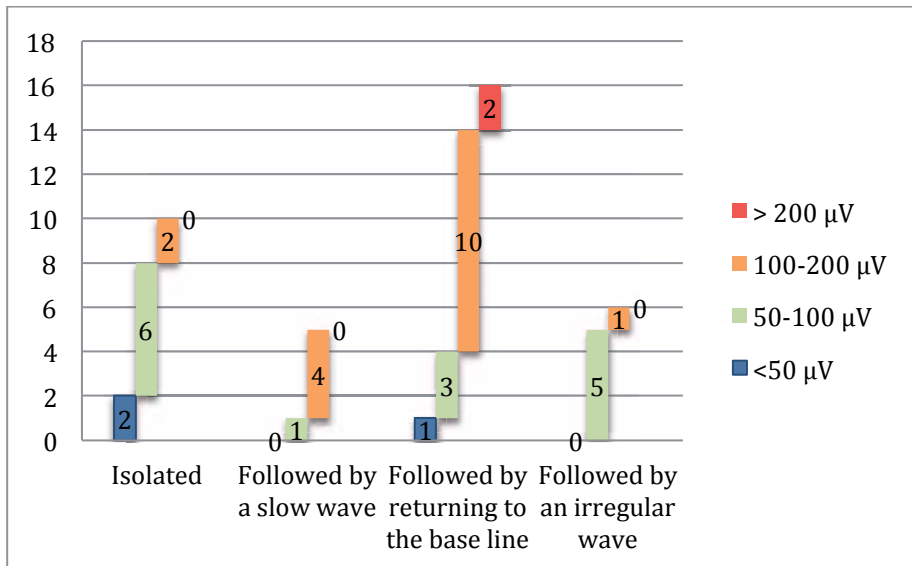 18
16
14
12
10
8
6
4
2
0
2
6
2
0
0
1
4
0
1
3
10
2
0
5
1
0
Isolated
Followed by
a slow wave
Followed by
returning to
the base line
Followed by
an irregular
wave
> 200 µV
100-200 µV
50-100 µV
<50 µV